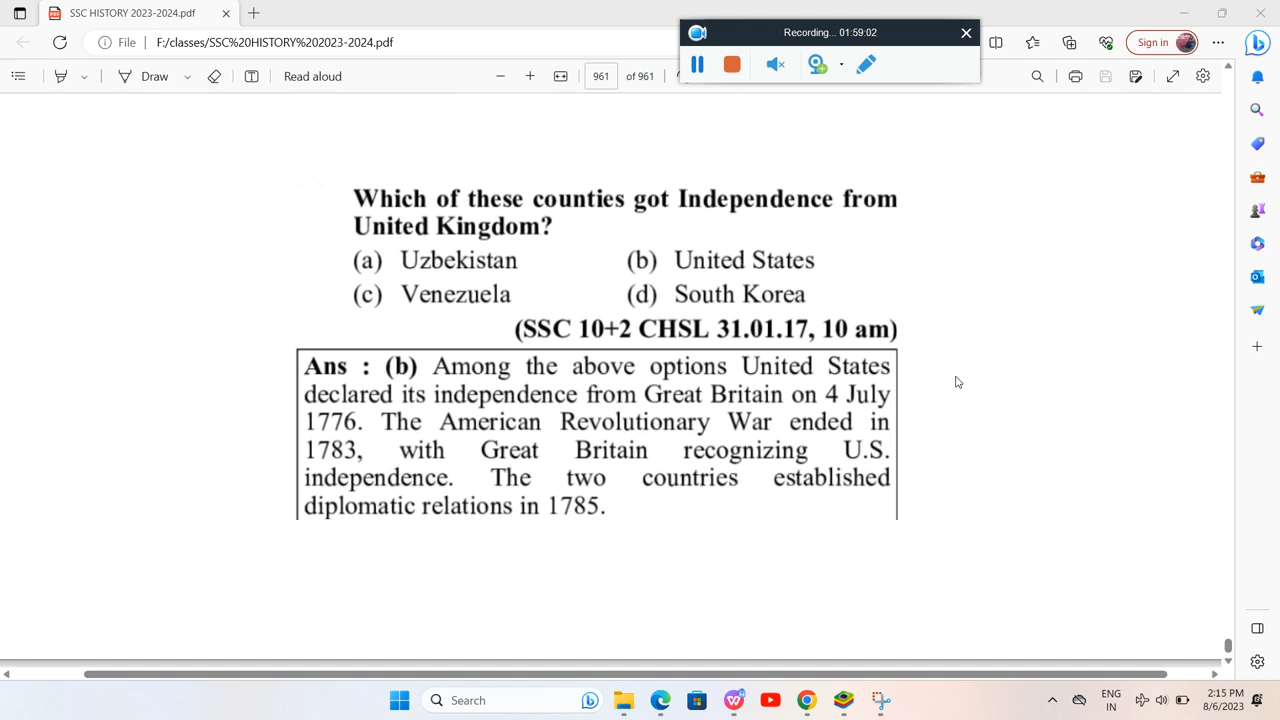 SSC HISTORY 2023-2024.pdf
Recording... 01:59:02
File F:/classes/SSC%20HISTORY%202023-2024.pdf
Sign in
Draw
Read aloud
961 of 961
Which of these counties got Independence from
United Kingdom?
(a) Uzbekistan (b) United States
(c) Venezuela (d) South Korea
(SSC 10+2 CHSL 31.01.17, 10 am)
Ans : (b) Among the above options United States
declared its independence from Great Britain on 4 July
1776. The American Revolutionary War ended in
1783, with Great Britain recognizing U.S.
independence. The two countries established
diplomatic relations in 1785.
Search
ENG
IN
2:15 PM
8/6/2023